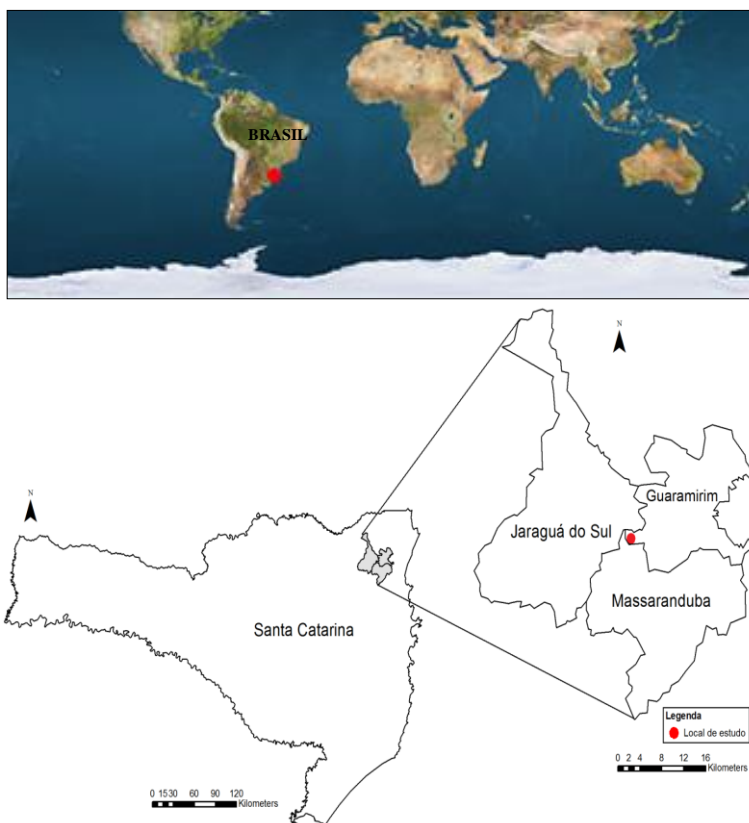 BRASIL
N
Guaramirim
Jaraguá do Sul
N
Massaranduba
Santa Catarina
Legenda
Local de estudo
0 2 4 8 12 16
Kilometers
0 15 30 60 90 120
Kilometers